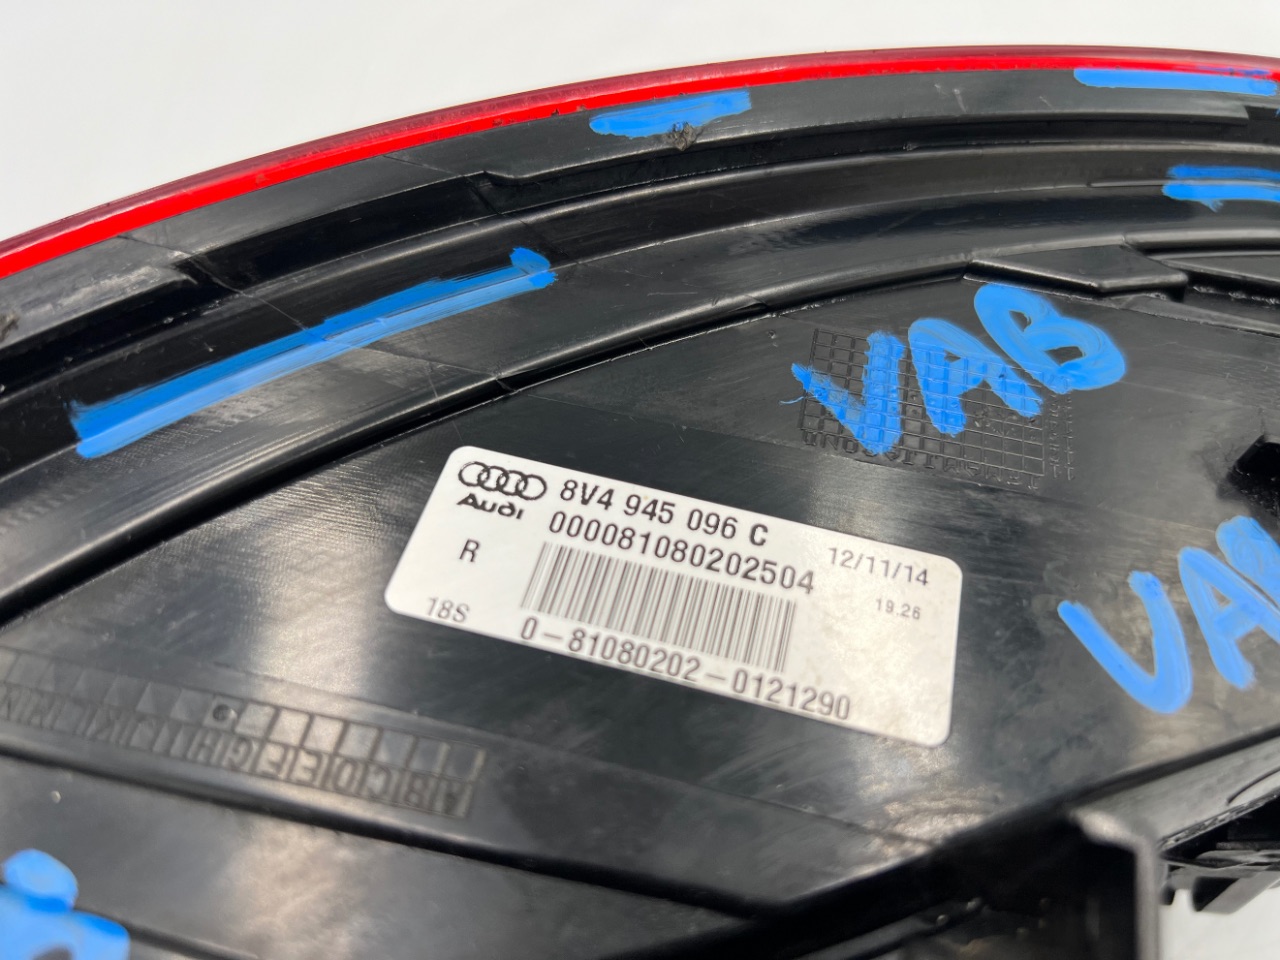 VAB
Audi
8V4 945 096 C
000081080202504
12/11/14
R
19.26
18S
0-81080202-0121290
VAB
ABCDEFGHIJKLMN